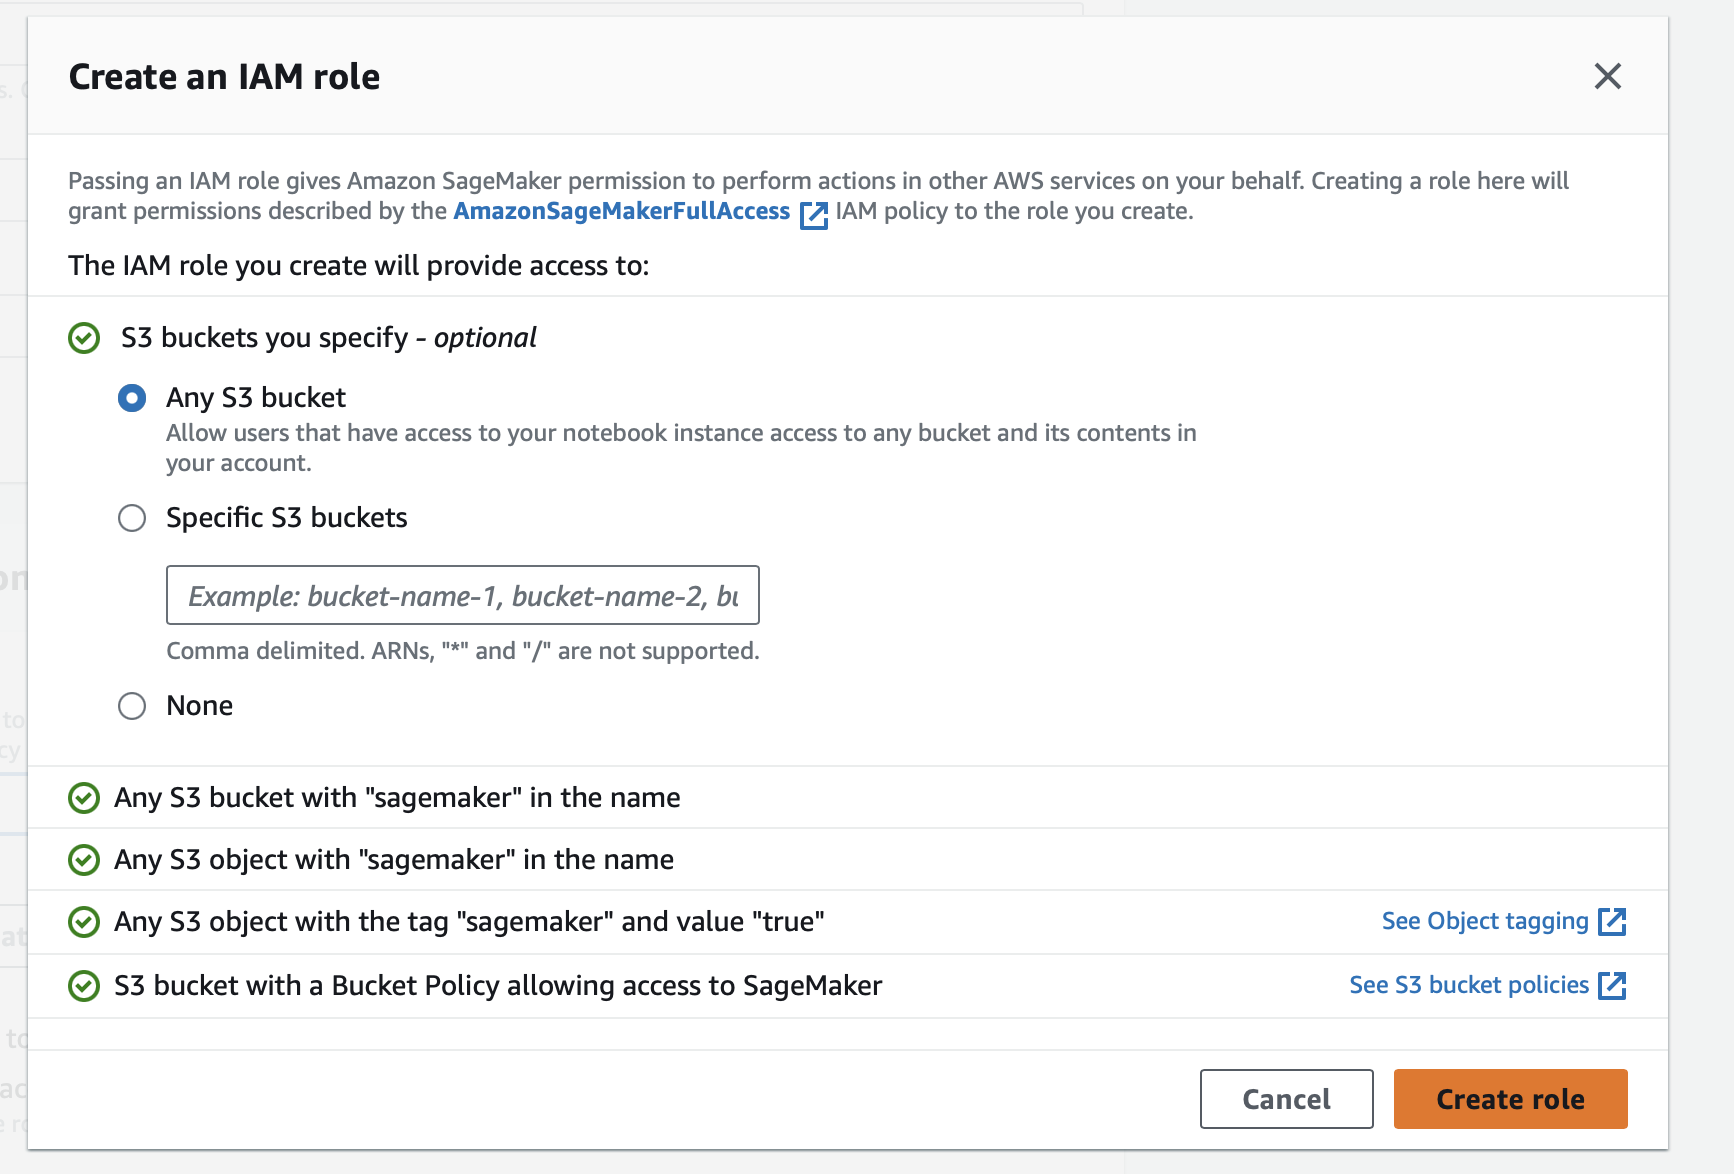 Create an IAM role
Passing an IAM role gives Amazon SageMaker permission to perform actions in other AWS services on your behalf. Creating a role here will
grant permissions described by the AmazonSageMakerFullAccess IAM policy to the role you create.
The IAM role you create will provide access to:
S3 buckets you specify - optional
Any S3 bucket
Allow users that have access to your notebook instance access to any bucket and its contents in
your account.
Specific S3 buckets
Example: bucket-name-1, bucket-name-2, bu
Comma delimited. ARNs, "*" and "/" are not supported.
None
Any S3 bucket with "sagemaker" in the name
Any S3 object with "sagemaker" in the name
Any S3 object with the tag "sagemaker" and value "true" See Object tagging
S3 bucket with a Bucket Policy allowing access to SageMaker See S3 bucket policies
Cancel Create role